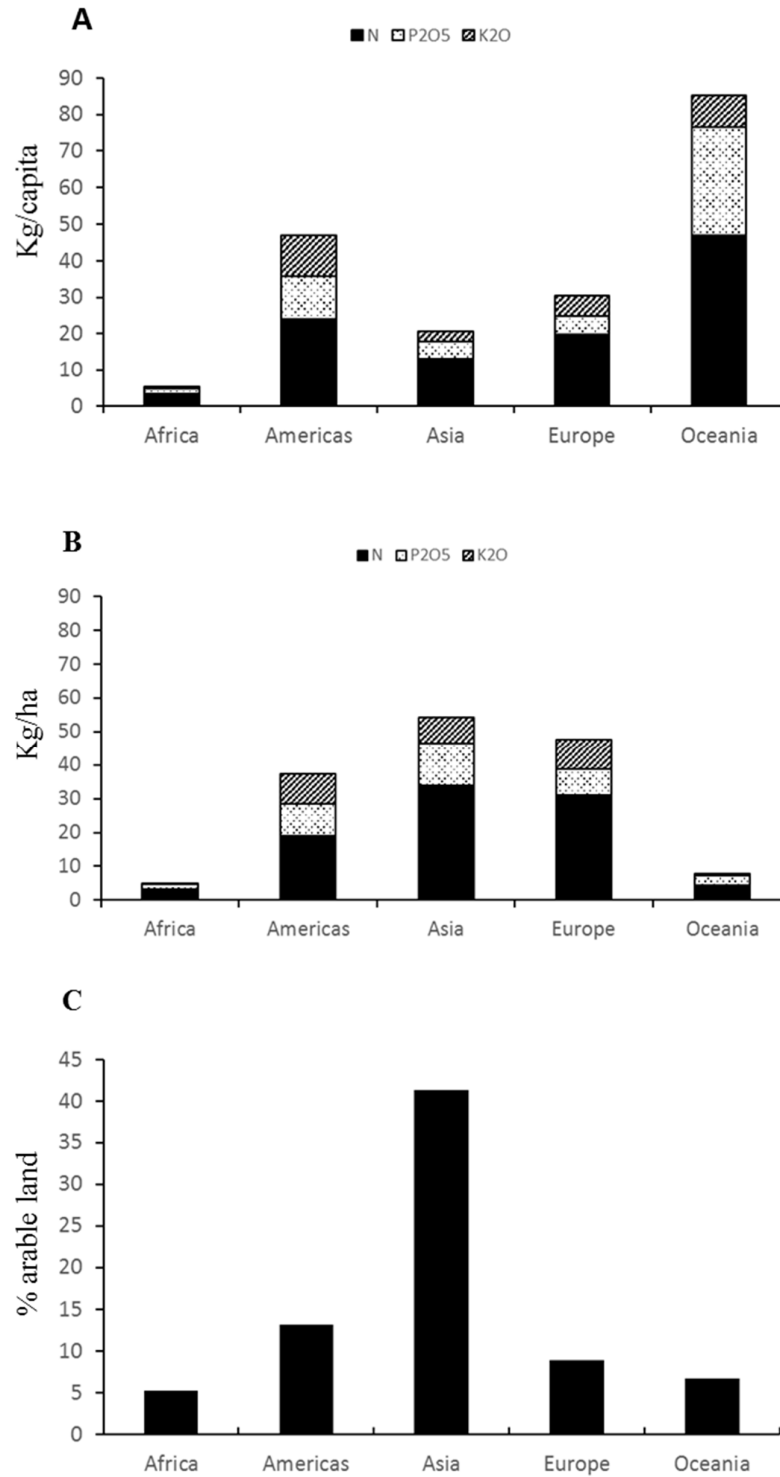 A
N P2O5 K2O
90
80
70
60
50
40
30
20
10
0
Kg/capita
Africa Americas Asia Europe Oceania
B
N P2O5 K2O
90
80
70
60
50
40
30
20
10
0
Kg/ha
Africa Americas Asia Europe Oceania
C
45
40
35
30
25
20
15
10
5
0
% arable land
Africa Americas Asia Europe Oceania